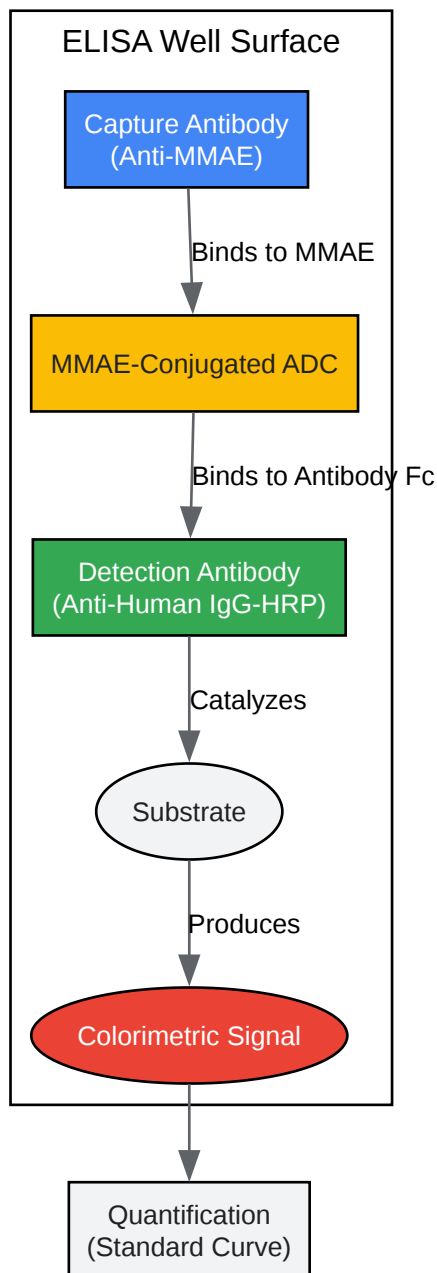 ELISA Well Surface
Capture Antibody
(Anti-MMAE)
Binds to MMAE
MMAE-Conjugated ADC
Binds to Antibody Fc
Detection Antibody
(Anti-Human IgG-HRP)
Catalyzes
Substrate
Produces
Colorimetric Signal
Quantification
(Standard Curve)